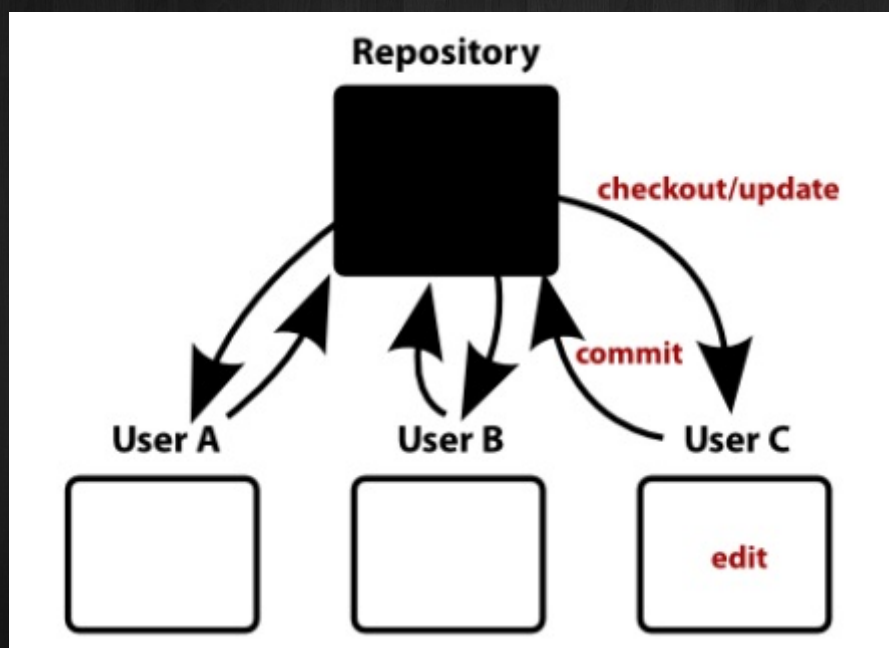 Repository
checkout/update
commit
User A
User B
User C
edit